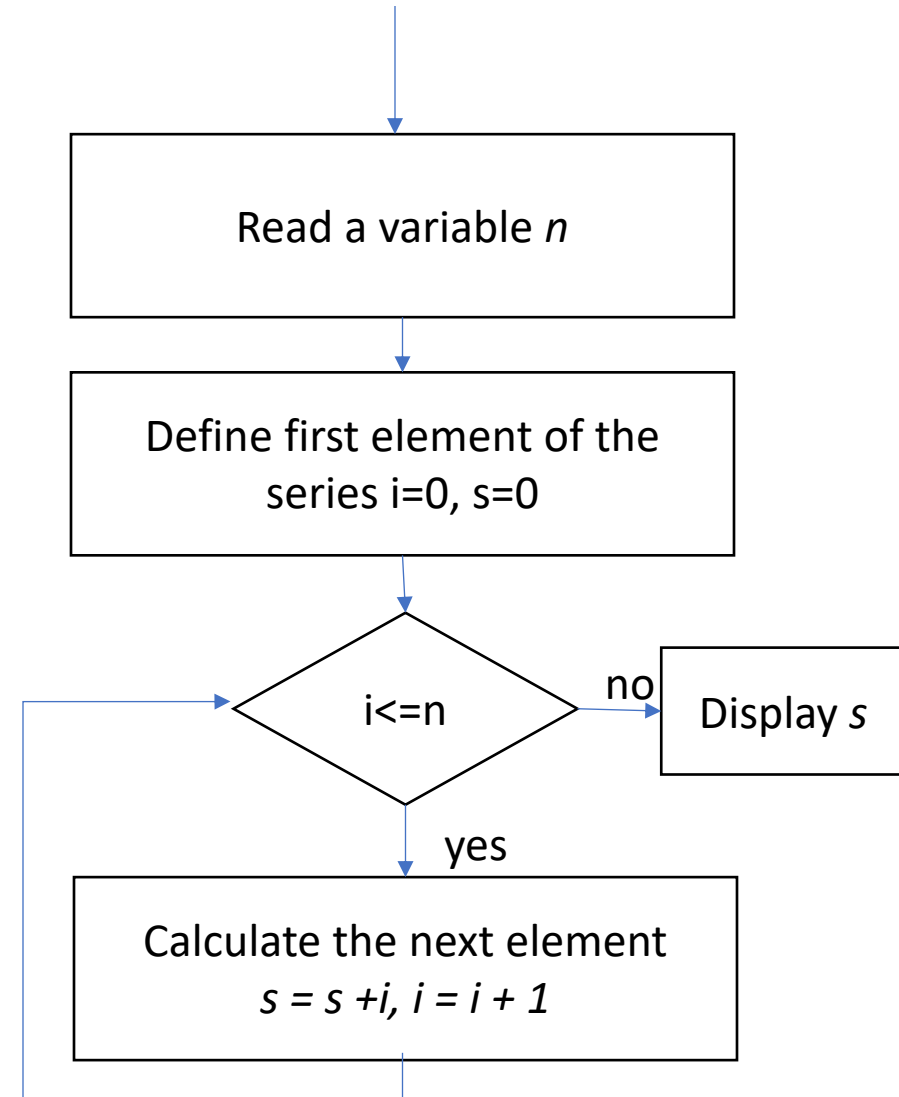 Read a variable n
Define first element of the
series i=0, s=0
i<=n
no
Display s
yes
Calculate the next element
s = s +i, i = i + 1